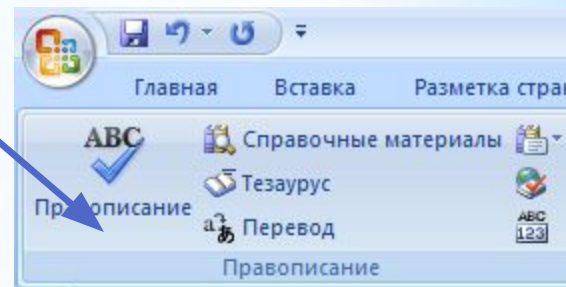 Главная Вставка Разметка стра
ABC Справочные материалы
Тезаурус
Правописание ABC
Перевод 123
Правописание